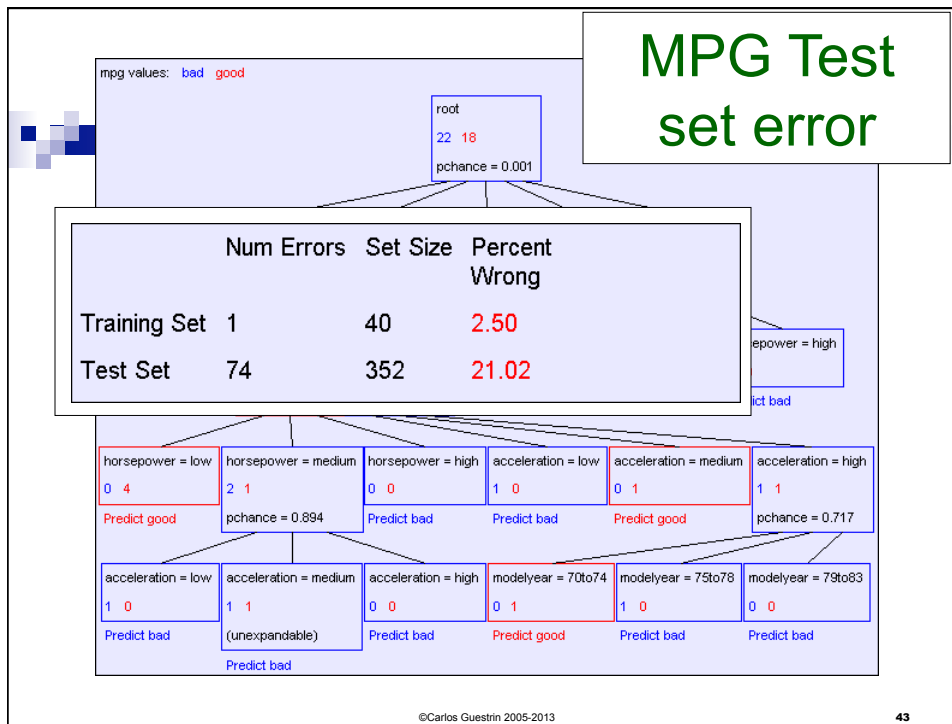 MPG Test
set error
mpg values: bad good
root
22 18
pchance = 0.001
Num Errors Set Size Percent
Wrong
Training Set 1 40 2.50
Test Set 74 352 21.02
= high
bad
horsepower = low horsepower = medium horsepower = high acceleration = low acceleration = medium acceleration = high
0 4 2 1 0 0 1 0 0 1 1 1
Predict good pchance = 0.894 Predict bad Predict bad Predict good pchance = 0.717
acceleration = low acceleration = medium acceleration = high modelyear = 70to74 modelyear = 75to78 modelyear = 79to83
1 0 1 1 0 0 0 1 1 0 0 0
Predict bad (unexpandable) Predict bad Predict good Predict bad Predict bad
Predict bad
©Carlos Guestrin 2005-2013 43